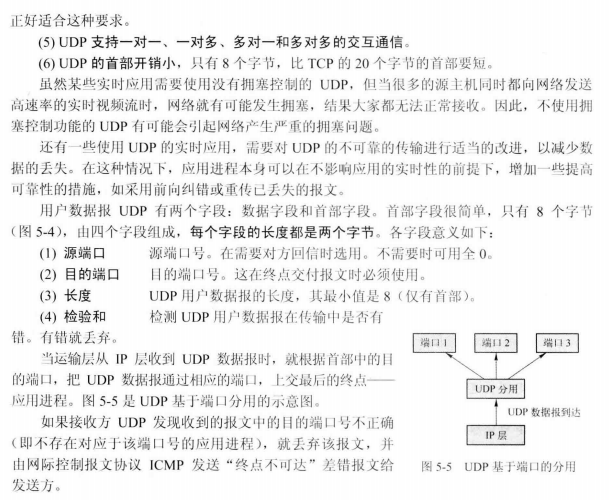 正好适合这种要求。
(5) UDP 支持一对一、一对多、多对一和多对多的交互通信。
(6) UDP 的首部开销小，只有 8 个字节，比 TCP 的 20 个字节的首部要短。
虽然某些实时应用需要使用没有拥塞控制的 UDP，但当很多的源主机同时都向网络发送
高速率的实时视频流时，网络就有可能发生拥塞，结果大家都无法正常接收。因此，不使用拥
塞控制功能的 UDP 有可能会引起网络产生严重的拥塞问题。
还有一些使用 UDP 的实时应用，需要对 UDP 的不可靠的传输进行适当的改进，以减少数
据的丢失。在这种情况下，应用进程本身可以在不影响应用的实时性的前提下，增加一些提高
可靠性的措施，如采用前向纠错或重传已丢失的报文。
用户数据报 UDP 有两个字段：数据字段和首部字段。首部字段很简单，只有 8 个字节
（图 5-4），由四个字段组成，每个字段的长度都是两个字节。各字段意义如下：
(1) 源端口 源端口号。在需要对方回信时选用。不需要时可用全 0。
(2) 目的端口 目的端口号。这在终点交付报文时必须使用。
(3) 长度 UDP 用户数据报的长度，其最小值是 8（仅有首部）。
(4) 检验和 检测 UDP 用户数据报在传输中是否有
错。有错就丢弃。
当运输层从 IP 层收到 UDP 数据报时，就根据首部中的目
的端口，把 UDP 数据报通过相应的端口，上交最后的终点——
应用进程。图 5-5 是 UDP 基于端口分用的示意图。
如果接收方 UDP 发现收到的报文中的目的端口号不正确
（即不存在对应于该端口号的应用进程），就丢弃该报文，并
由网际控制报文协议 ICMP 发送“终点不可达”差错报文给
发送方。
端口 1 端口 2 端口 3
UDP 分用
UDP 数据报到达
IP 层
图 5-5 UDP 基于端口的分用